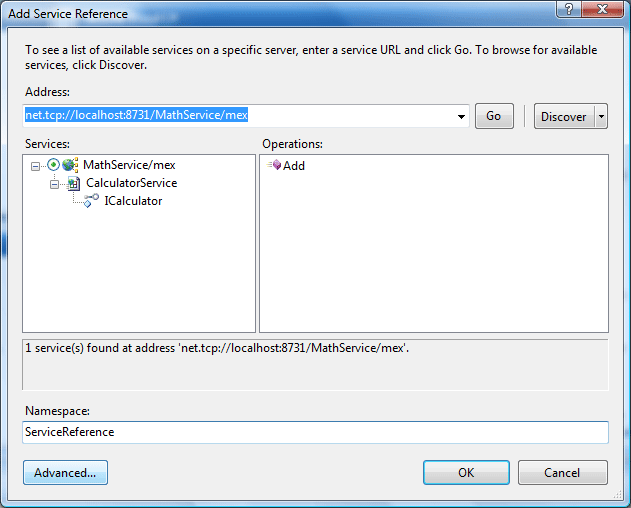 Add Service Reference
To see a list of available services on a specific server, enter a service URL and click Go. To browse for available
services, click Discover.
Address:
net.tcp://localhost:8731/MathService/mex
Go
Discover
Services:
Operations:
MathService/mex
Add
CalculatorService
ICalculator
1 service(s) found at address 'net.tcp://localhost:8731/MathService/mex'.
Namespace:
ServiceReference
Advanced...
OK
Cancel